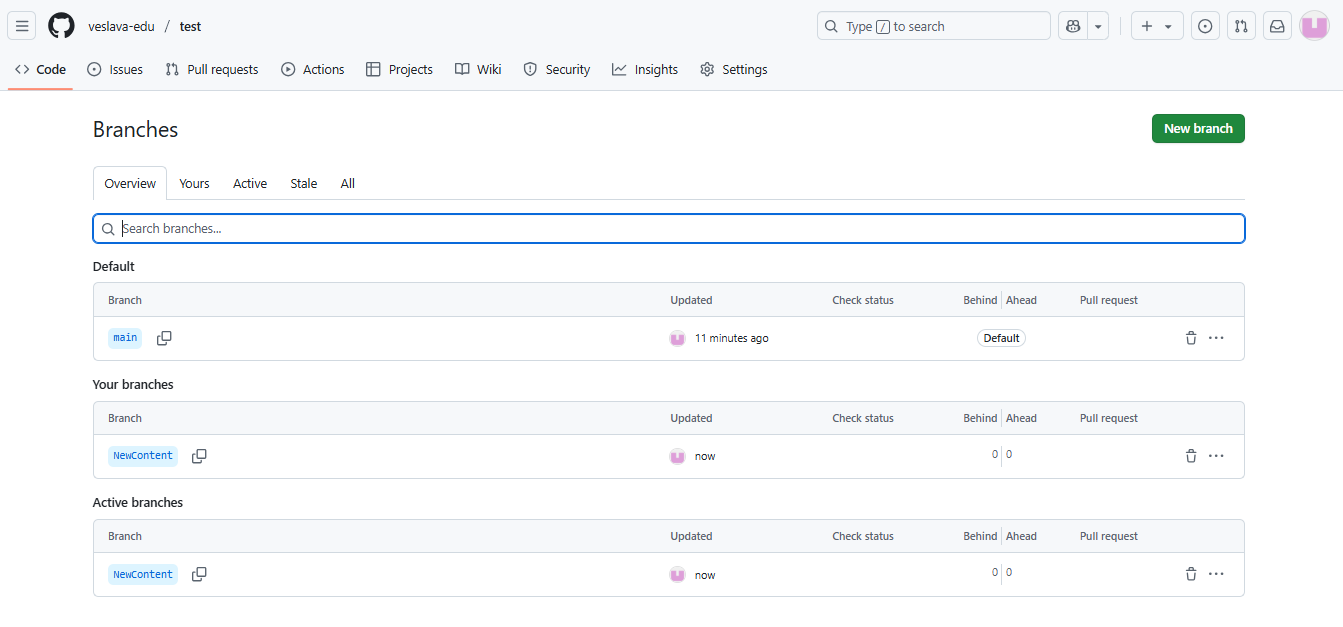 veslava-edu / test
Type / to search
Code Issues Pull requests Actions Projects Wiki Security Insights Settings
Branches
New branch
Overview Yours Active Stale All
Search branches...
Default
Branch Updated Check status Behind Ahead Pull request
main 11 minutes ago Default
Your branches
Branch Updated Check status Behind Ahead Pull request
NewContent now 0 0
Active branches
Branch Updated Check status Behind Ahead Pull request
NewContent now 0 0